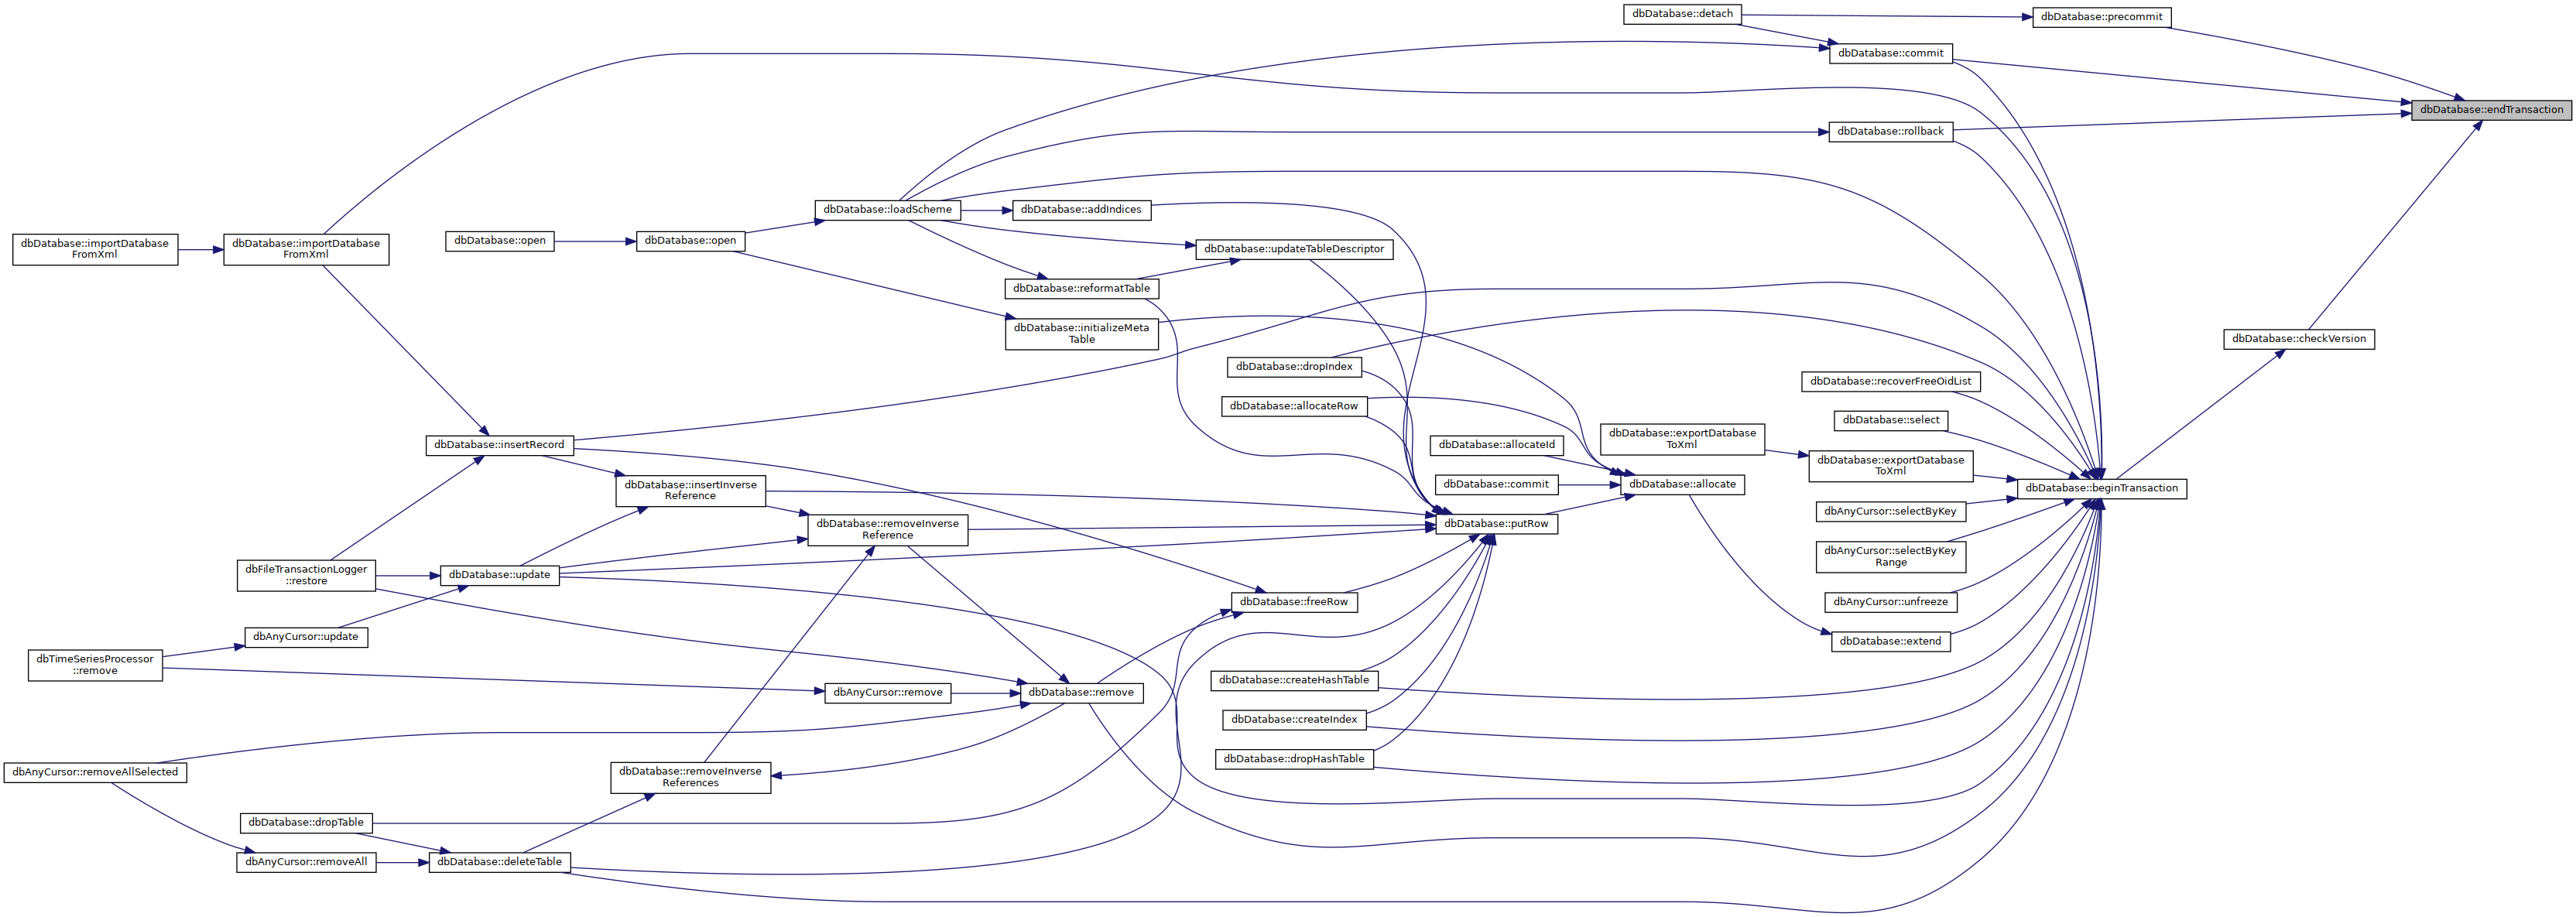 dbDatabase::detach
dbDatabase::precommit
dbDatabase::commit
dbDatabase::endTransaction
dbDatabase::rollback
dbDatabase::loadScheme
dbDatabase::addIndices
dbDatabase::importDatabase
FromXml
dbDatabase::importDatabase
FromXml
dbDatabase::open
dbDatabase::open
dbDatabase::updateTableDescriptor
dbDatabase::reformatTable
dbDatabase::initializeMeta
Table
dbDatabase::checkVersion
dbDatabase::dropIndex
dbDatabase::recoverFreeOidList
dbDatabase::allocateRow
dbDatabase::select
dbDatabase::insertRecord
dbDatabase::allocateId
dbDatabase::exportDatabase
ToXml
dbDatabase::exportDatabase
ToXml
dbDatabase::insertInverse
Reference
dbDatabase::commit
dbDatabase::allocate
dbDatabase::beginTransaction
dbAnyCursor::selectByKey
dbDatabase::removeInverse
Reference
dbDatabase::putRow
dbAnyCursor::selectByKey
Range
dbFileTransactionLogger
::restore
dbDatabase::update
dbDatabase::freeRow
dbAnyCursor::unfreeze
dbAnyCursor::update
dbDatabase::extend
dbTimeSeriesProcessor
::remove
dbDatabase::createHashTable
dbAnyCursor::remove
dbDatabase::remove
dbDatabase::createIndex
dbDatabase::dropHashTable
dbAnyCursor::removeAllSelected
dbDatabase::removeInverse
References
dbDatabase::dropTable
dbAnyCursor::removeAll
dbDatabase::deleteTable